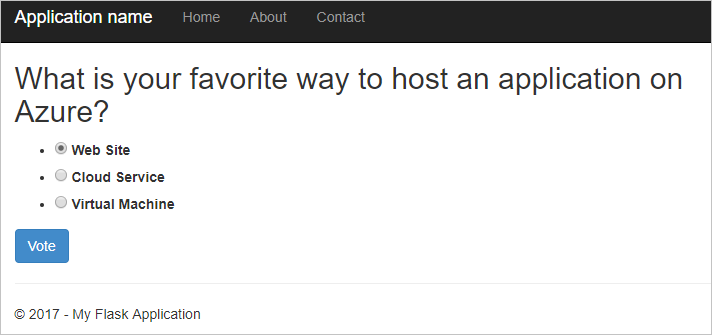 Application name Home About Contact
What is your favorite way to host an application on
Azure?
Web Site
Cloud Service
Virtual Machine
Vote
© 2017 - My Flask Application